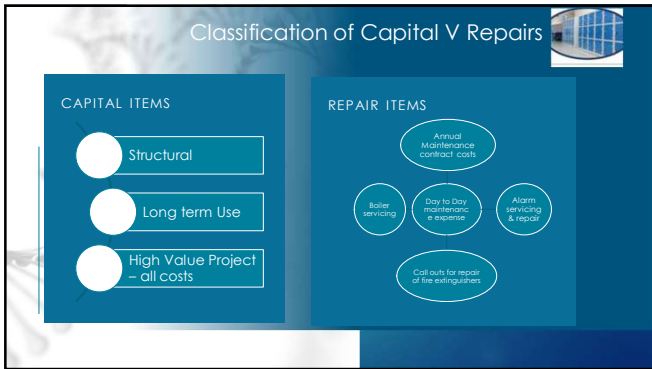 Classification of Capital V Repairs
CAPITAL ITEMS
Structural
Long term Use
High Value Project
– all costs
REPAIR ITEMS
Annual
Maintenance
contract costs
Boiler
servicing
Day to Day
maintenanc
e expense
Alarm
servicing
& repair
Call outs for repair
of fire extinguishers